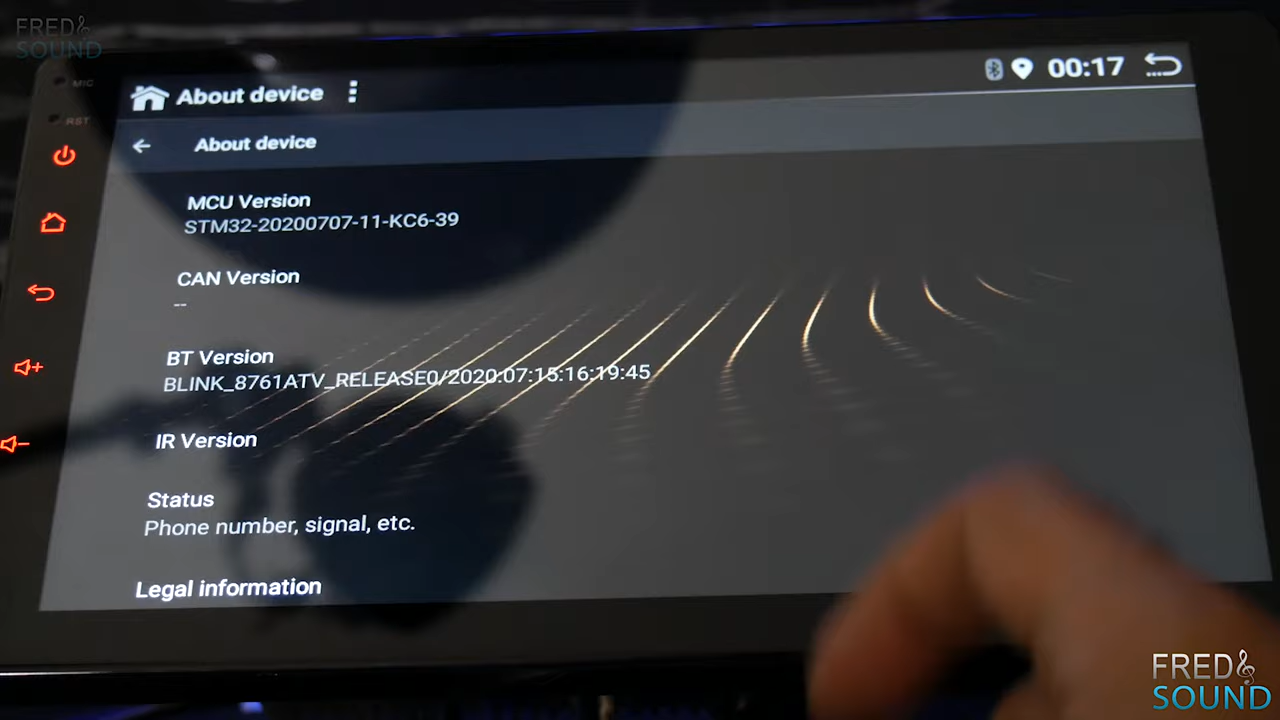 FRED
SOUND
MIC
RST
About device
00:17
About device
MCU Version
STM32-20200707-11-KC6-39
CAN Version
--
BT Version
BLINK_8761ATV_RELEASE0/2020:07:15:16:19:45
IR Version
Status
Phone number, signal, etc.
Legal information
FRED
SOUND